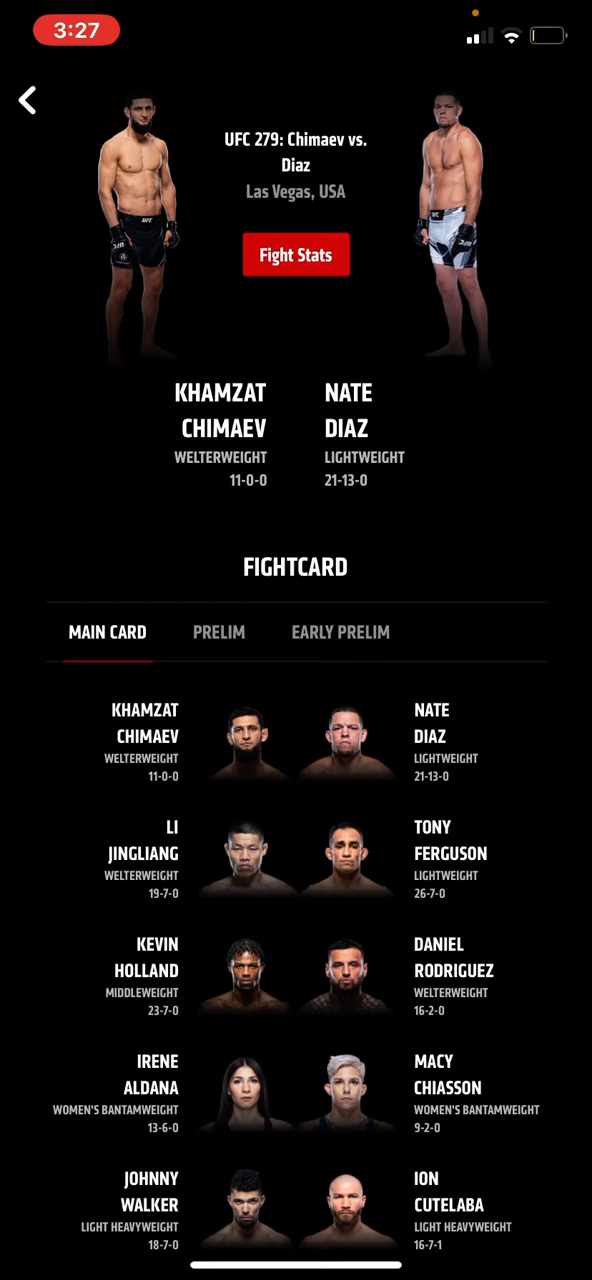 3:27
UFC 279: Chimaev vs.
Diaz
Las Vegas, USA
Fight Stats
KHAMZAT
CHIMAEV
WELTERWEIGHT
11-0-0
NATE
DIAZ
LIGHTWEIGHT
21-13-0
FIGHTCARD
MAIN CARD PRELIM EARLY PRELIM
KHAMZAT
CHIMAEV
WELTERWEIGHT
11-0-0
NATE
DIAZ
LIGHTWEIGHT
21-13-0
LI
JINGLIANG
WELTERWEIGHT
19-7-0
TONY
FERGUSON
LIGHTWEIGHT
26-7-0
KEVIN
HOLLAND
MIDDLEWEIGHT
23-7-0
DANIEL
RODRIGUEZ
WELTERWEIGHT
16-2-0
IRENE
ALDANA
WOMEN'S BANTAMWEIGHT
13-6-0
MACY
CHIASSON
WOMEN'S BANTAMWEIGHT
9-2-0
JOHNNY
WALKER
LIGHT HEAVYWEIGHT
18-7-0
ION
CUTELABA
LIGHT HEAVYWEIGHT
16-7-1